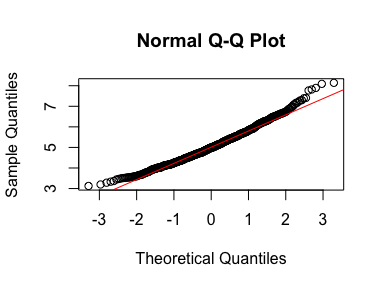 Normal Q-Q Plot
Sample Quantiles
7
5
3
-3 -2 -1 0 1 2 3
Theoretical Quantiles